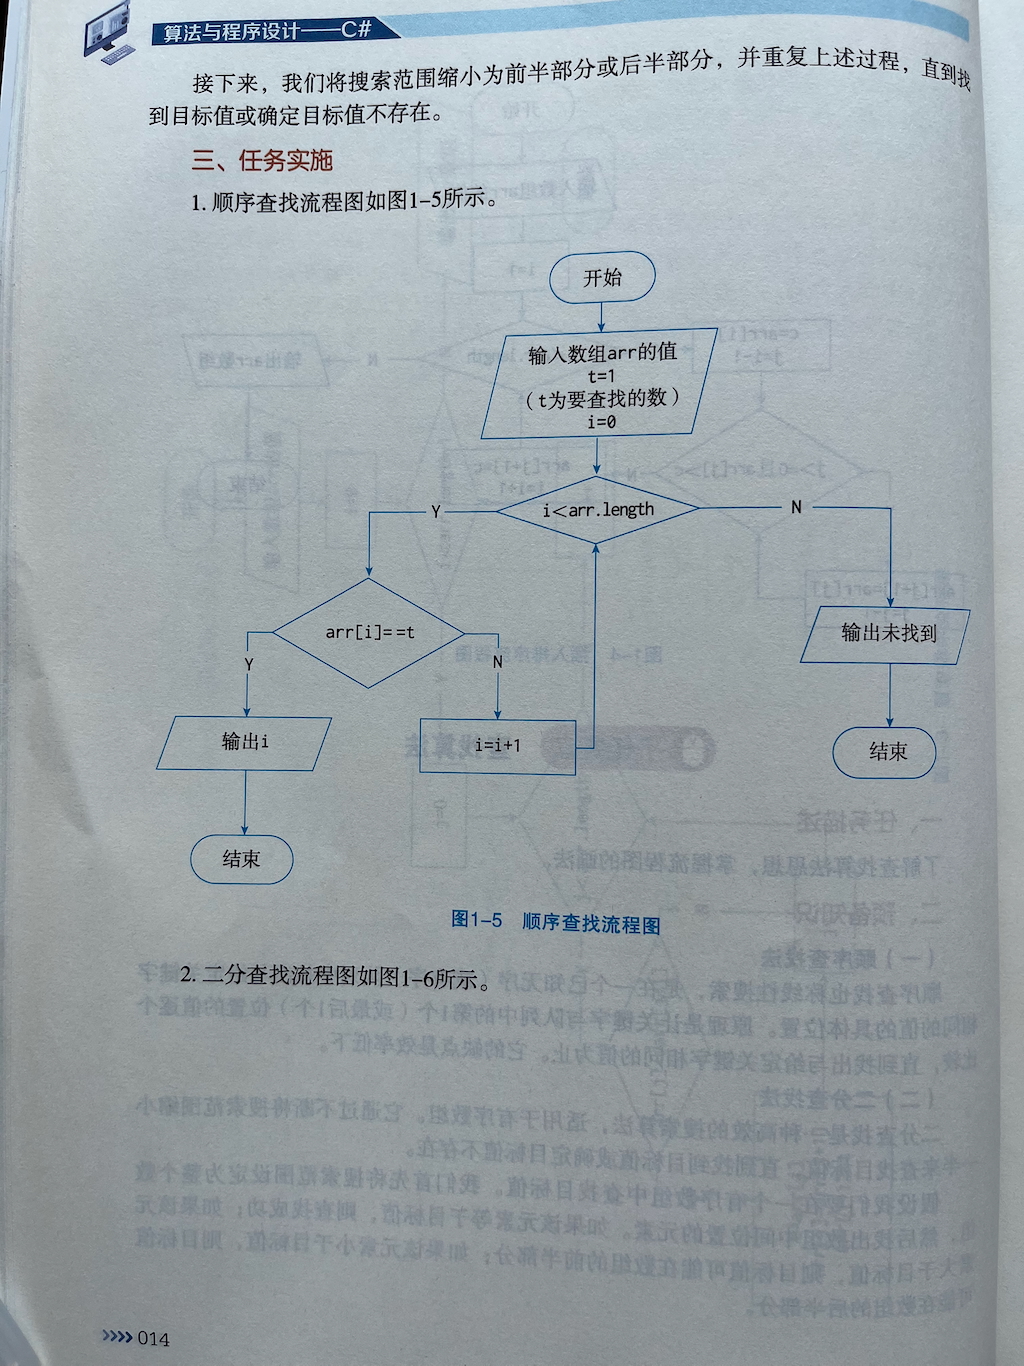 算法与程序设计——C#
接下来，我们将搜索范围缩小为前半部分或后半部分，并重复上述过程，直到找
到目标值或确定目标值不存在。
三、任务实施
1. 顺序查找流程图如图1-5所示。
开始
输入数组arr的值
t=1
（t为要查找的数）
i=0
i<arr.length
Y
N
arr[i]==t
输出未找到
Y
N
输出i
i=i+1
结束
结束
图1-5 顺序查找流程图
2. 二分查找流程图如图1-6所示。
>>>> 014